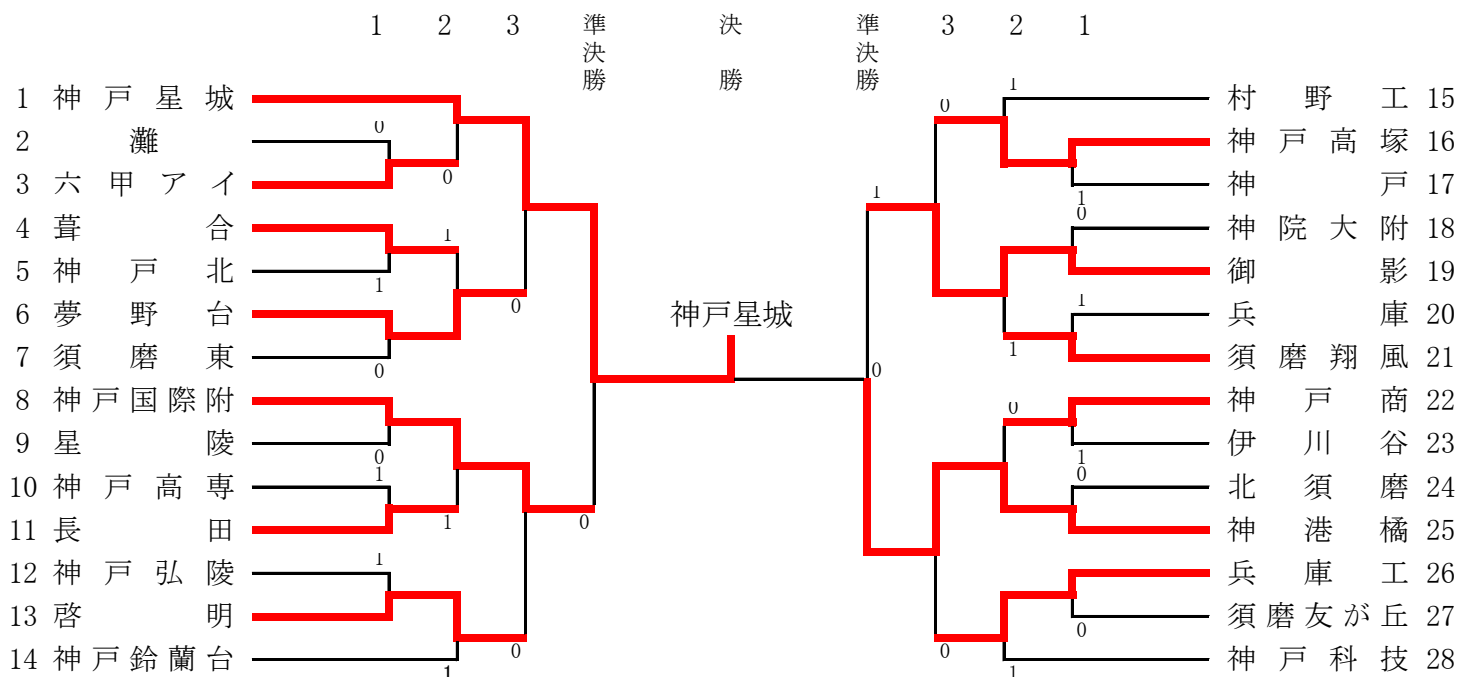 1 2 3 準決勝 決勝 準決勝 3 2 1
1 神戸星城
2 灘
3 六甲アイ
4 葺合
5 神戸北
6 夢野台
7 須磨東
8 神戸国際附
9 星陵
10 神戸高専
11 長田
12 神戸弘陵
13 啓明
14 神戸鈴蘭台
0
0
1
1
0
0
0
1
1
0
1
0
1
神戸星城
1
0
1
0
0
1
0
1
1
0
1
0
0
0
1
村野工 15
神戸高塚 16
神戸 17
神院大附 18
御影 19
兵庫 20
須磨翔風 21
神戸商 22
伊川谷 23
北須磨 24
神港橘 25
兵庫工 26
須磨友が丘 27
神戸科技 28